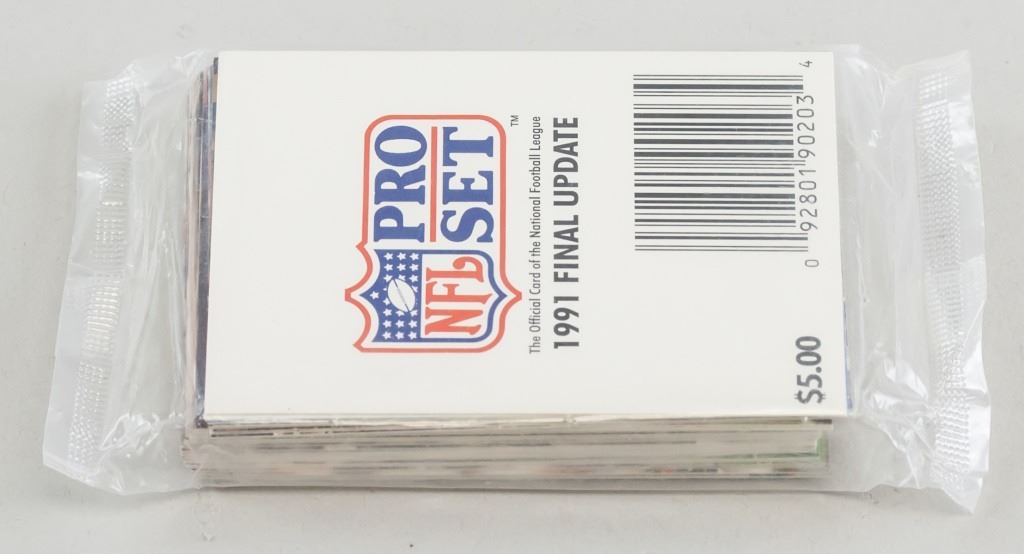 NFL
PRO
SET
TM
The Official Card of the National Football League
1991 FINAL UPDATE
0 92801 90203 4
$5.00